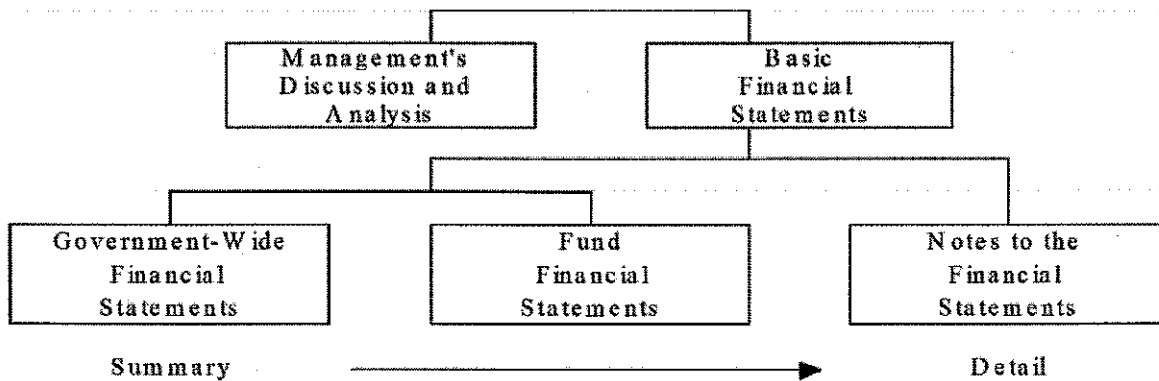 Management's
Discussion and
Analysis
Basic
Financial
Statements
Government-Wide
Financial
Statements
Fund
Financial
Statements
Notes to the
Financial
Statements
Summary
Detail